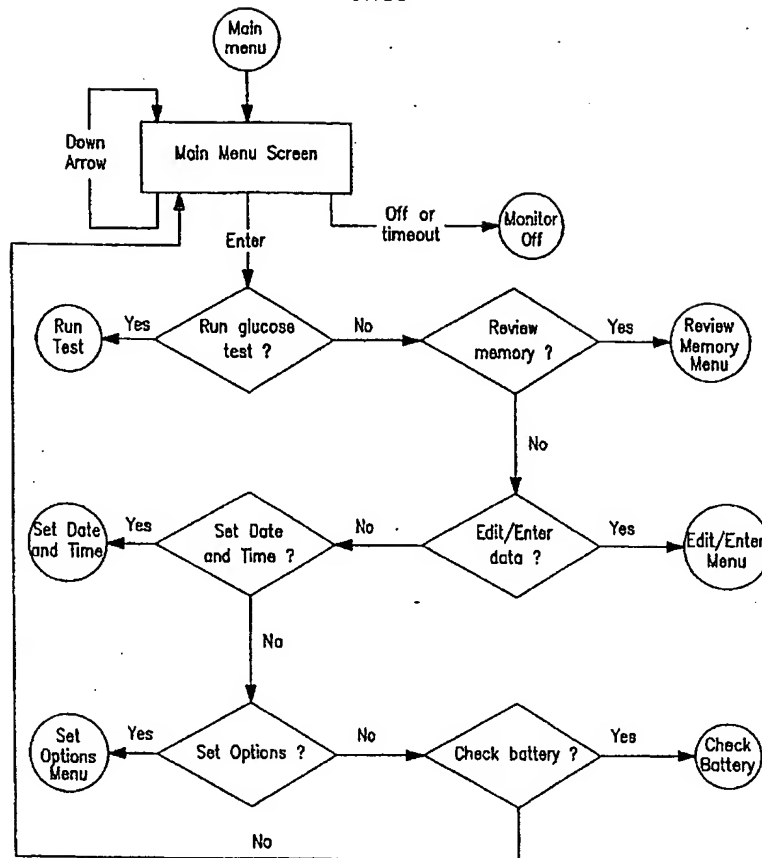 Main
menu
Down
Arrow
Main Menu Screen
Off or
timeout
Monitor
Off
Enter
Run
Test
Yes
Run glucose
test ?
No
Review
memory ?
Yes
Review
Memory
Menu
No
Set Date
and Time
Yes
Set Date
and Time ?
No
Edit/Enter
data ?
Yes
Edit/Enter
Menu
No
Set
Options
Menu
Yes
Set Options ?
No
Check battery ?
Yes
Check
Battery
No